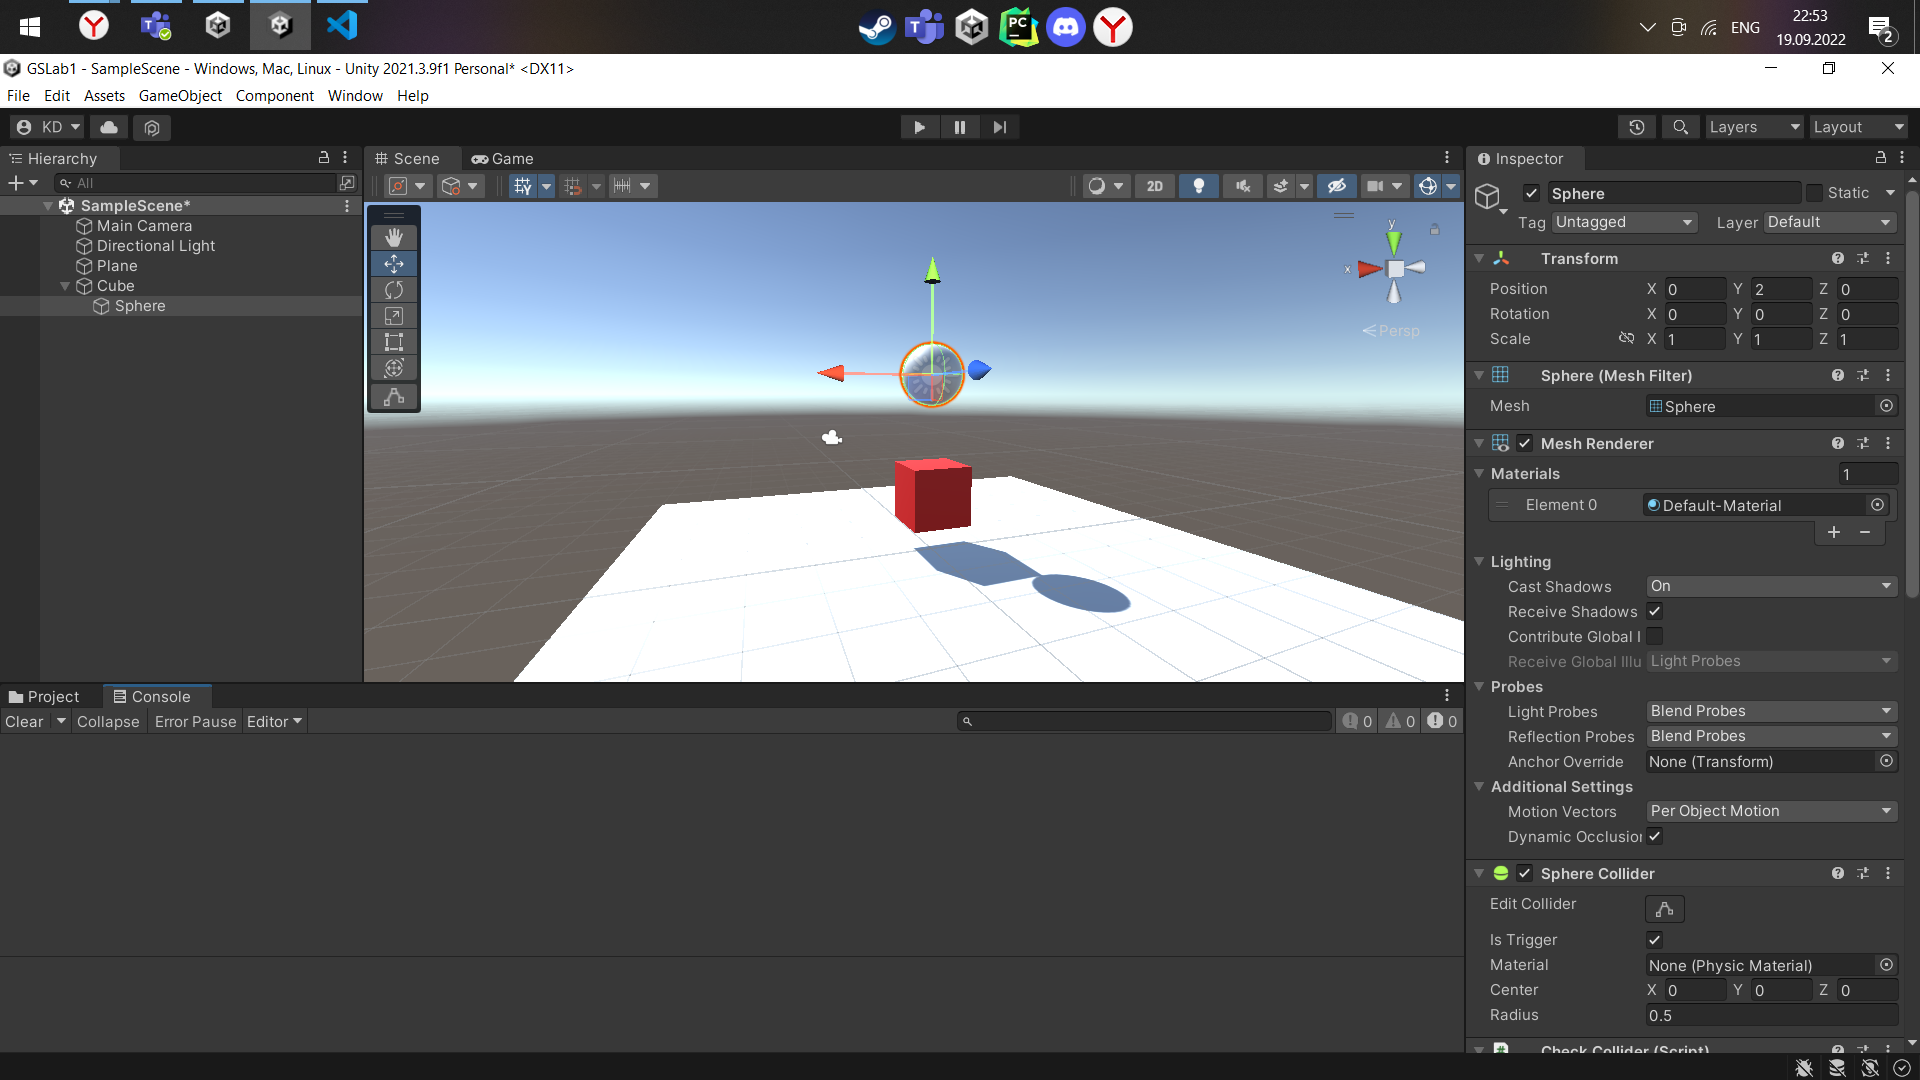 ENG
22:53
19.09.2022
2
GSLab1 - SampleScene - Windows, Mac, Linux - Unity 2021.3.9f1 Personal* <DX11>
File Edit Assets GameObject Component Window Help
KD
Layers
Layout
Hierarchy
All
SampleScene*
Main Camera
Directional Light
Plane
Cube
Sphere
Scene Game
2D
y
x
Persp
Project Console
Clear Collapse Error Pause Editor
0 0 0
Inspector
Sphere Static
Tag Untagged Layer Default
Transform
Position X 0 Y 2 Z 0
Rotation X 0 Y 0 Z 0
Scale X 1 Y 1 Z 1
Sphere (Mesh Filter)
Mesh Sphere
Mesh Renderer
Materials 1
Element 0 Default-Material
Lighting
Cast Shadows On
Receive Shadows
Contribute Global I
Receive Global Illu Light Probes
Probes
Light Probes Blend Probes
Reflection Probes Blend Probes
Anchor Override None (Transform)
Additional Settings
Motion Vectors Per Object Motion
Dynamic Occlusion
Sphere Collider
Edit Collider
Is Trigger
Material None (Physic Material)
Center X 0 Y 0 Z 0
Radius 0.5
Check Collider (Script)